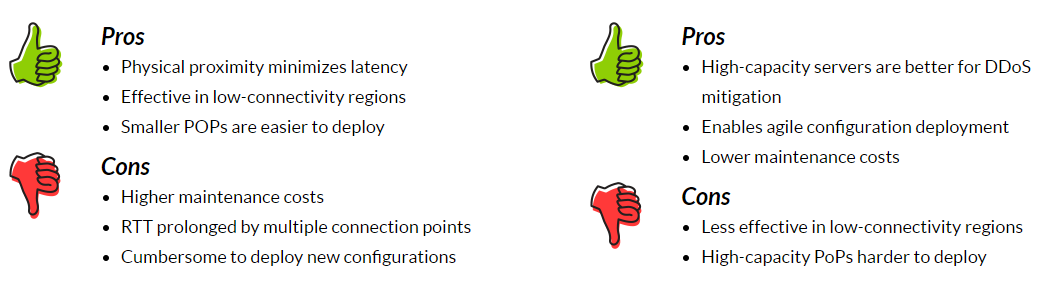 Pros
• Physical proximity minimizes latency
• Effective in low-connectivity regions
• Smaller POPs are easier to deploy
Cons
• Higher maintenance costs
• RTT prolonged by multiple connection points
• Cumbersome to deploy new configurations
Pros
• High-capacity servers are better for DDoS
mitigation
• Enables agile configuration deployment
• Lower maintenance costs
Cons
• Less effective in low-connectivity regions
• High-capacity PoPs harder to deploy